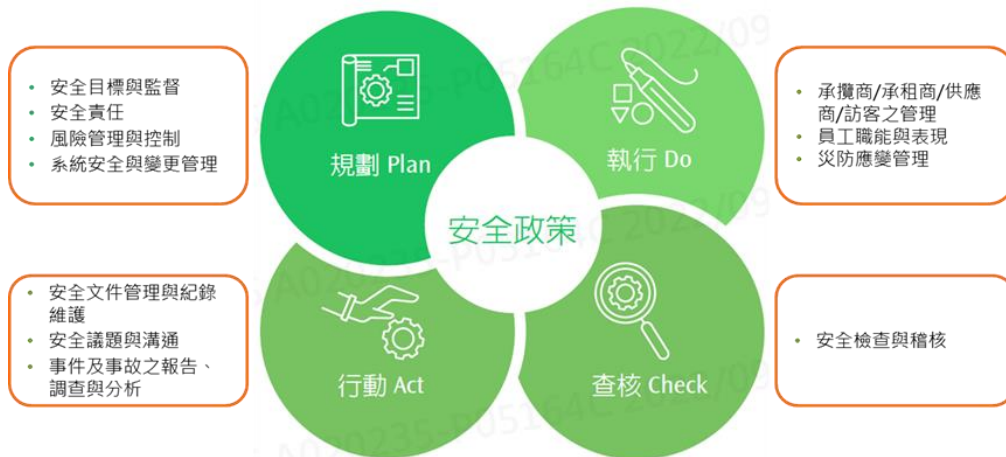 • 安全目標與監督
• 安全責任
• 風險管理與控制
• 系統安全與變更管理
規劃 Plan
執行 Do
• 承攬商/承租商/供應
商/訪客之管理
• 員工職能與表現
• 災防應變管理
安全政策
• 安全文件管理與紀錄
維護
• 安全議題與溝通
• 事件及事故之報告、
調查與分析
行動 Act
查核 Check
• 安全檢查與稽核